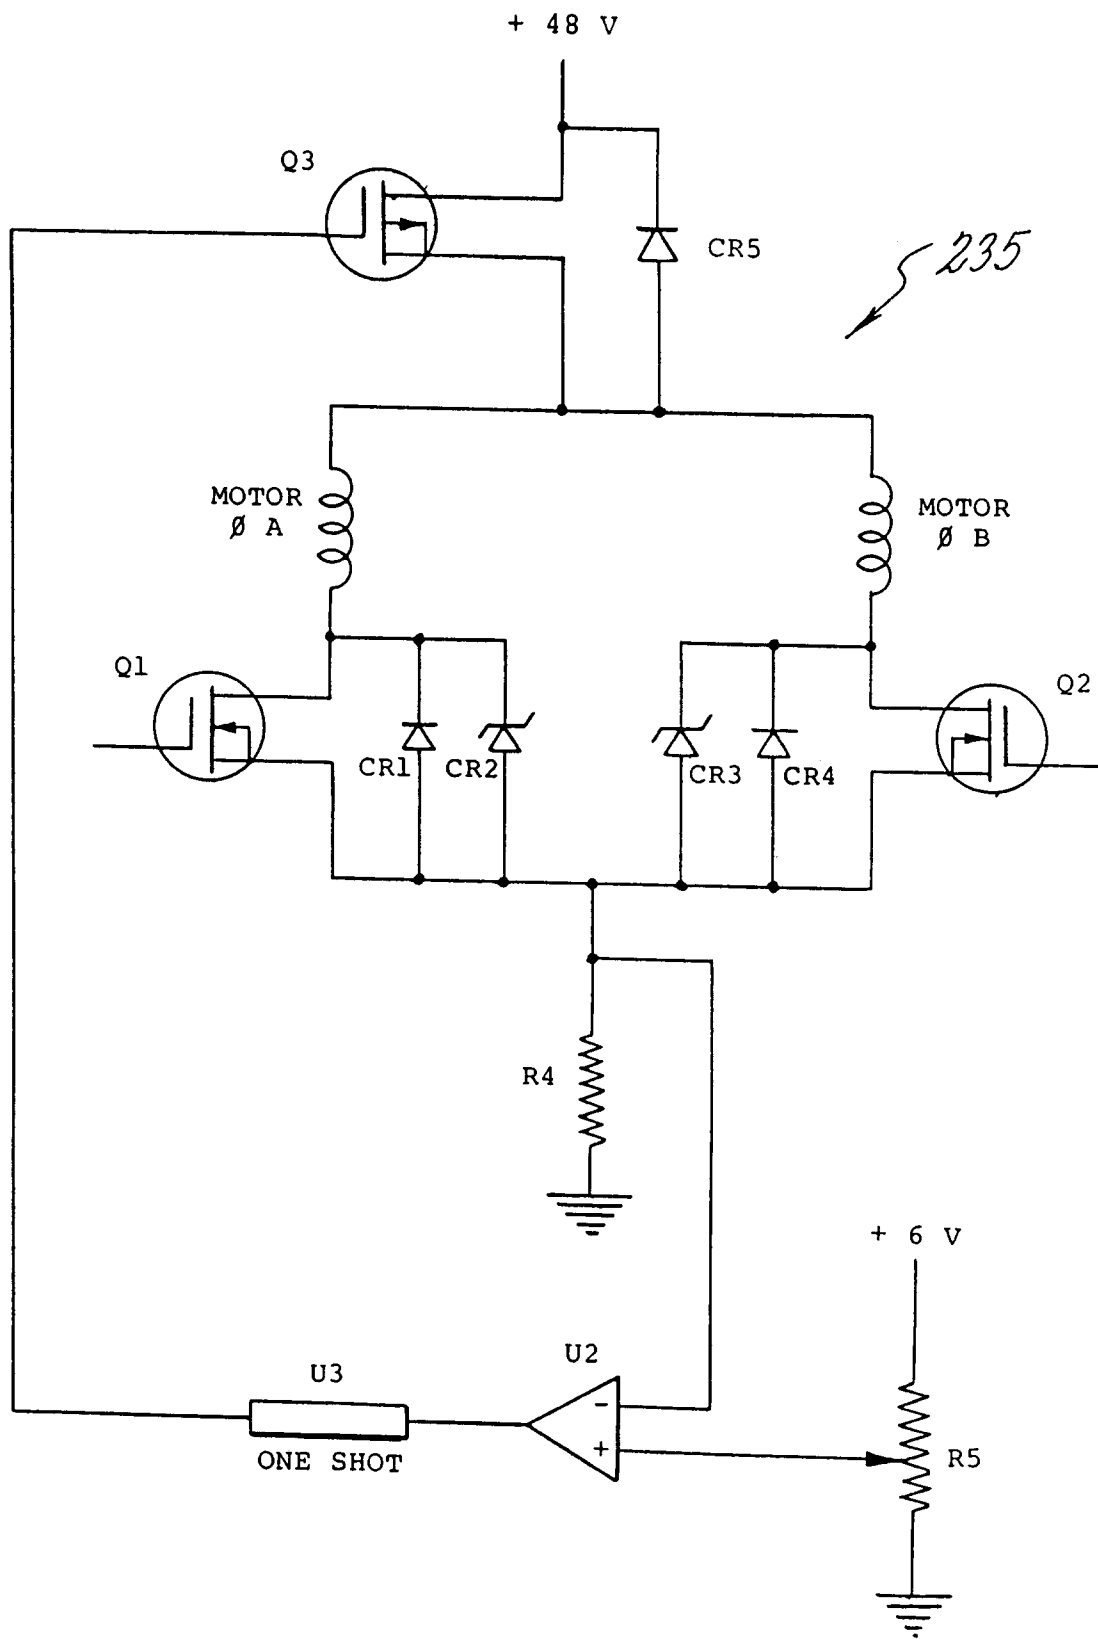 + 48 V
Q3
CR5
235
MOTOR
Ø A
MOTOR
Ø B
Q1
Q2
CR1
CR2
CR3
CR4
R4
+ 6 V
U2
U3
-
+
R5
ONE SHOT